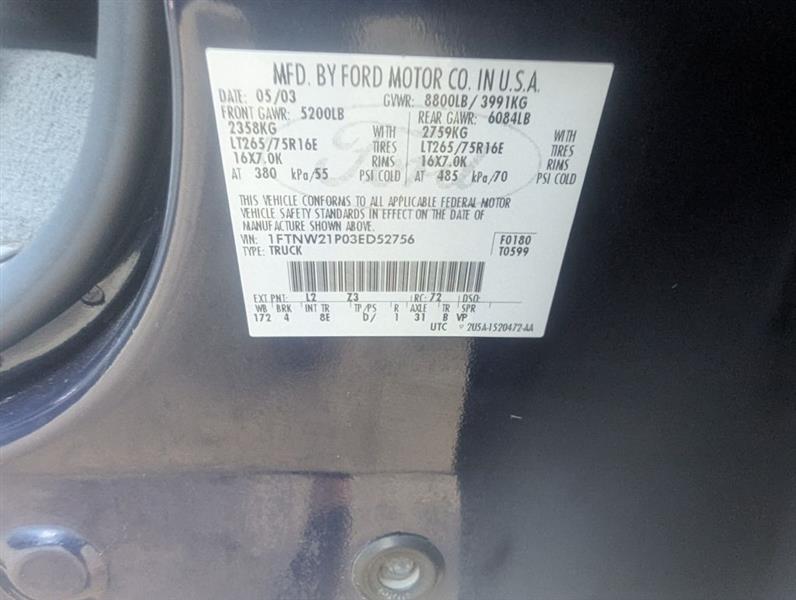 MFD. BY FORD MOTOR CO. IN U.S.A.
DATE: 05/03 GVWR: 8800LB/ 3991KG
FRONT GAWR: 5200LB REAR GAWR: 6084LB
2358KG WITH 2759KG WITH
LT265/75R16E TIRES LT265/75R16E TIRES
16X7.0K RIMS 16X7.0K RIMS
AT 380 kPa/55 PSI COLD AT 485 kPa/70 PSI COLD
THIS VEHICLE CONFORMS TO ALL APPLICABLE FEDERAL MOTOR
VEHICLE SAFETY STANDARDS IN EFFECT ON THE DATE OF
MANUFACTURE SHOWN ABOVE.
VIN: 1FTNW21P03ED52756 F0180
TYPE: TRUCK T0599
Ford
EXT PNT: L2 Z3 RC: 72 DSO:
WB BRK INT TR TP/PS R AXLE TR SPR
172 4 8E D/ 1 31 B VP
UTC 2U5A-1520472-AA